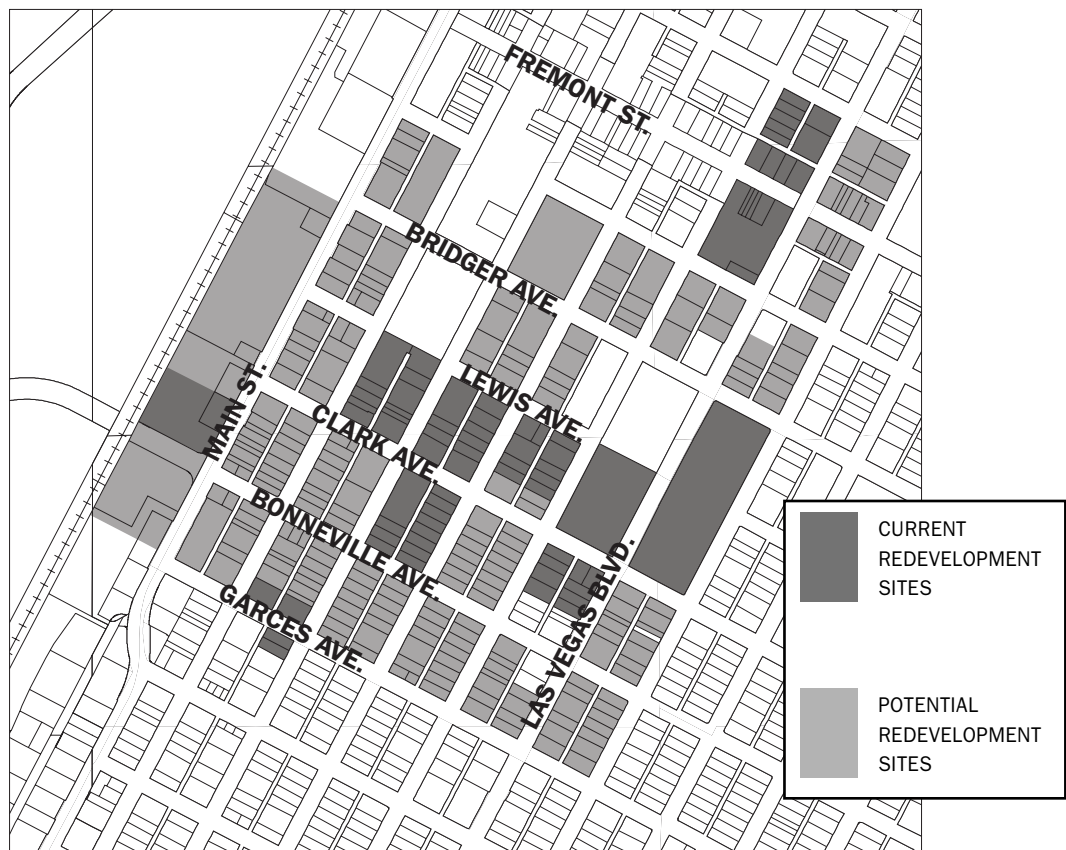 FREMONT ST.
BRIDGER AVE.
LEWIS AVE.
MAIN ST.
CLARK AVE.
BONNEVILLE AVE.
GARCES AVE.
LAS VEGAS BLVD.
CURRENT
REDEVELOPMENT
SITES
POTENTIAL
REDEVELOPMENT
SITES